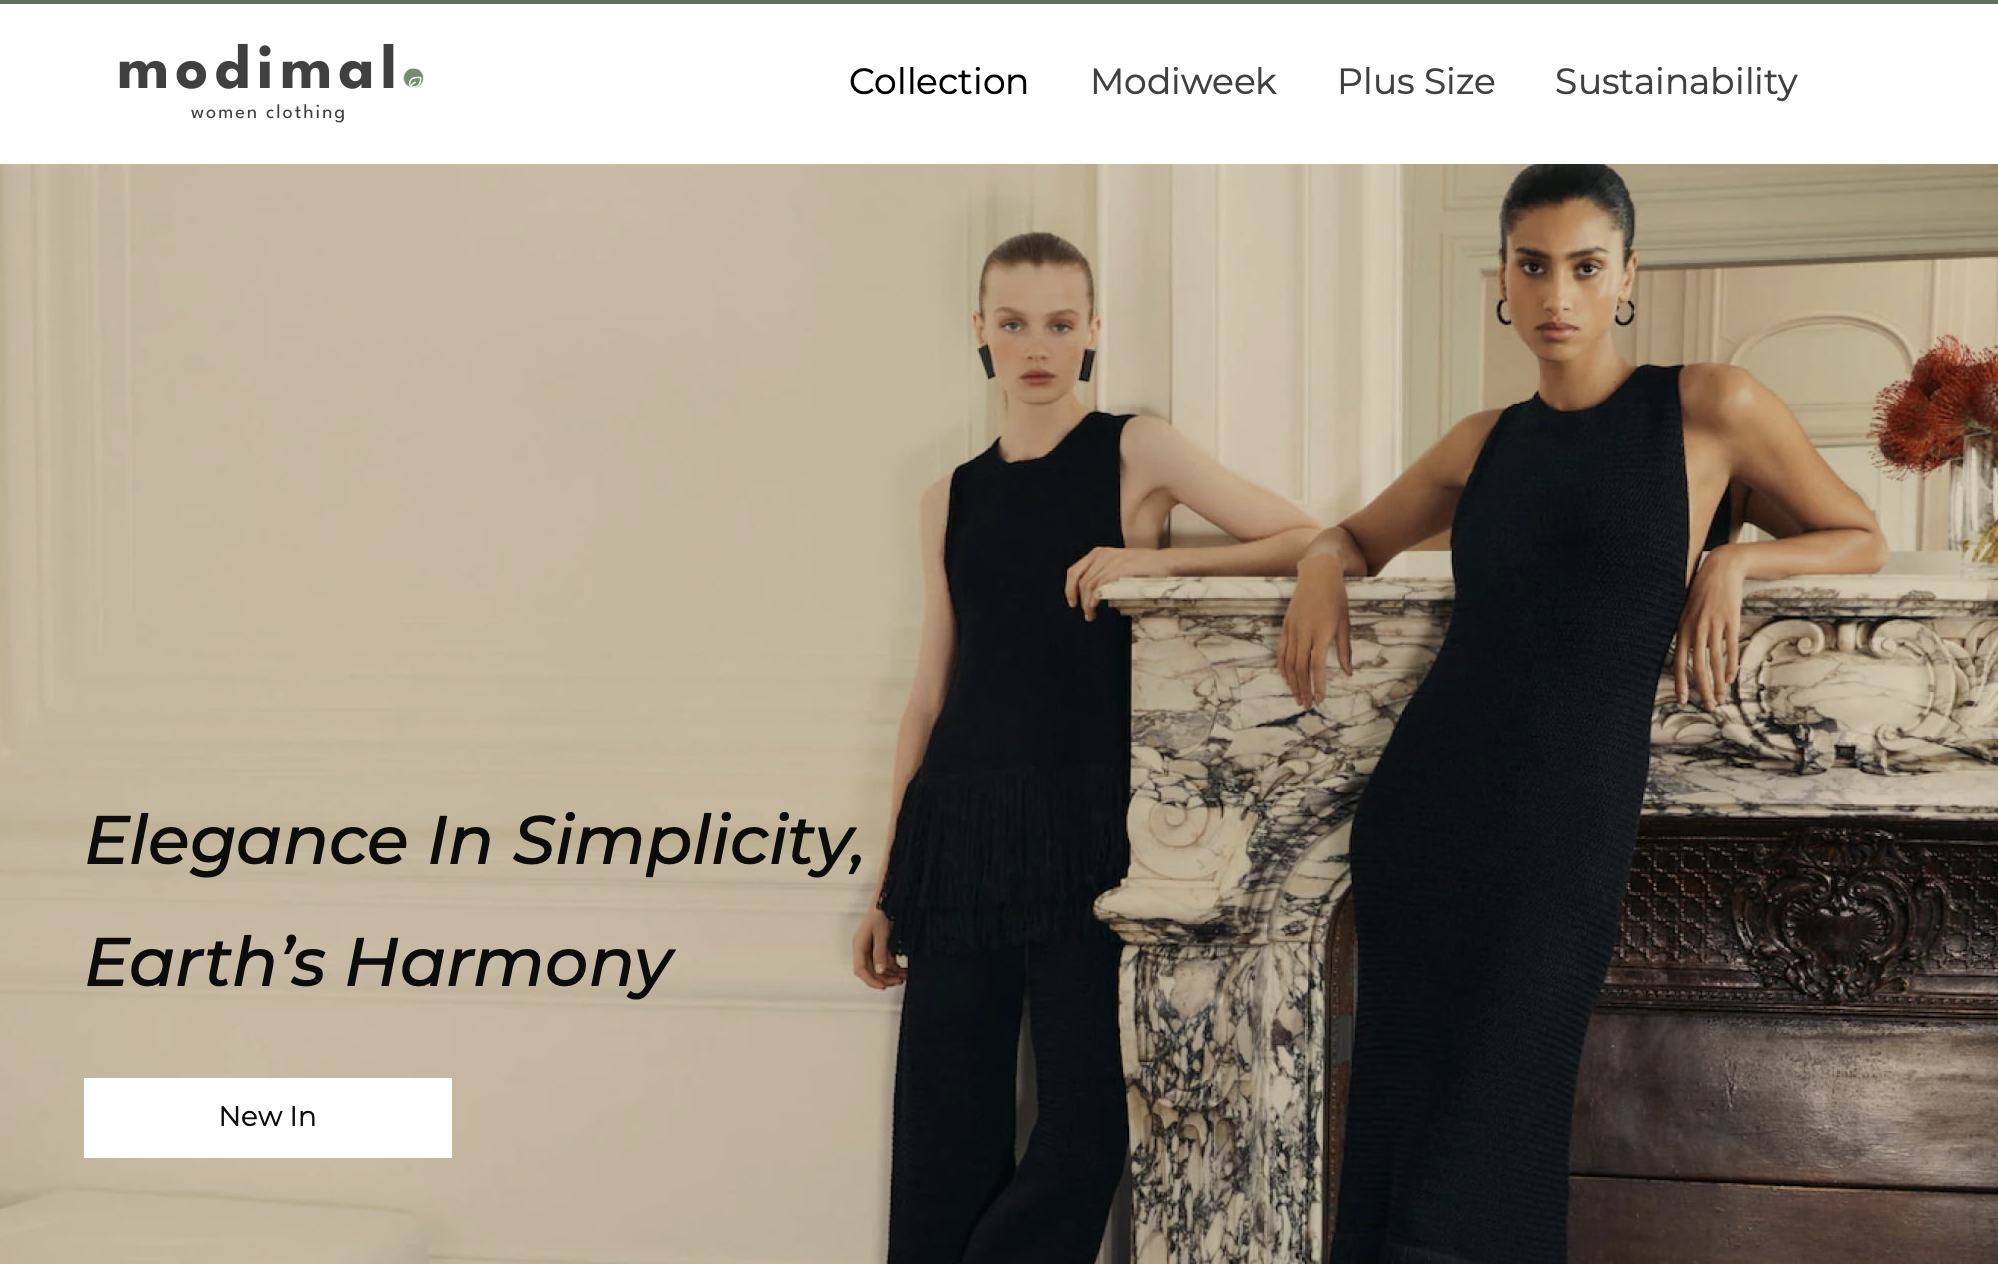 modimal
women clothing
Collection Modiweek Plus Size Sustainability
Elegance In Simplicity,
Earth’s Harmony
New In